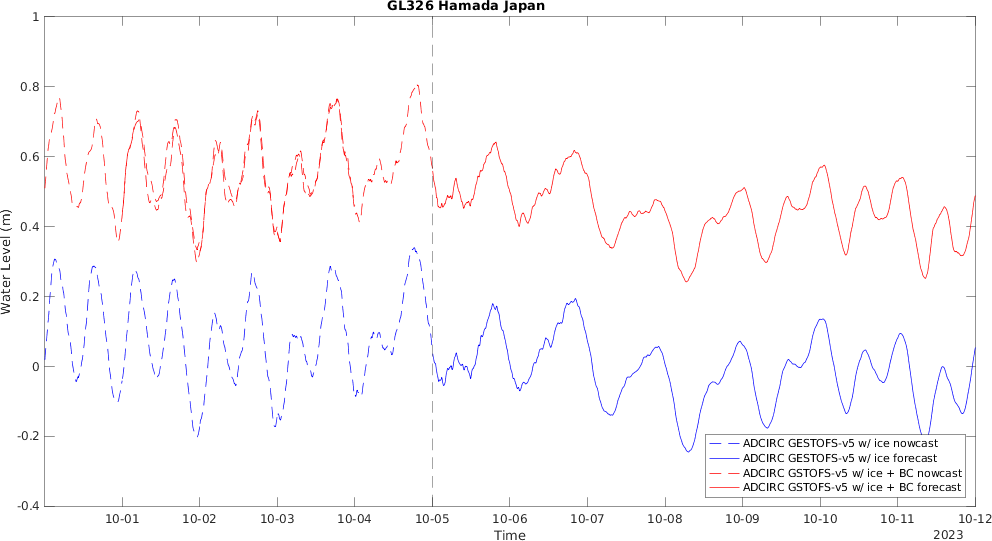 GL326 Hamada Japan
1
0.8
0.6
0.4
0.2
0
-0.2
-0.4
Water Level (m)
ADCIRC GESTOFS-v5 w/ ice nowcast
ADCIRC GESTOFS-v5 w/ ice forecast
ADCIRC GSTOFS-v5 w/ ice + BC nowcast
ADCIRC GSTOFS-v5 w/ ice + BC forecast
10-01 10-02 10-03 10-04 10-05 10-06 10-07 10-08 10-09 10-10 10-11 10-12
Time
2023